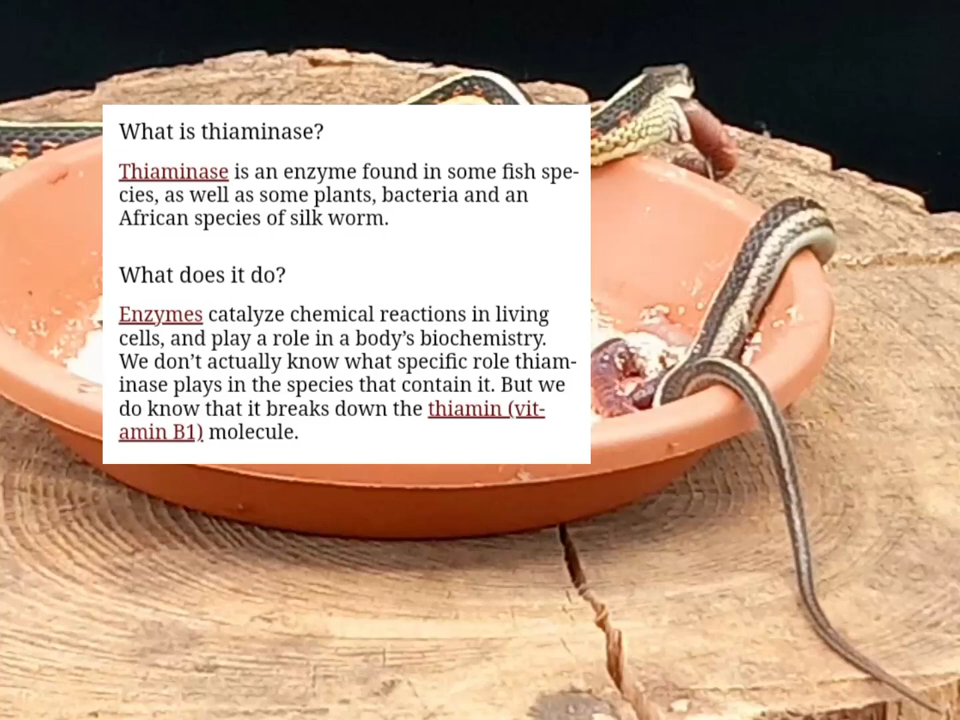 What is thiaminase?
Thiaminase is an enzyme found in some fish spe-
cies, as well as some plants, bacteria and an
African species of silk worm.
What does it do?
Enzymes catalyze chemical reactions in living
cells, and play a role in a body’s biochemistry.
We don’t actually know what specific role thiam-
inase plays in the species that contain it. But we
do know that it breaks down the thiamin (vit-
amin B1) molecule.